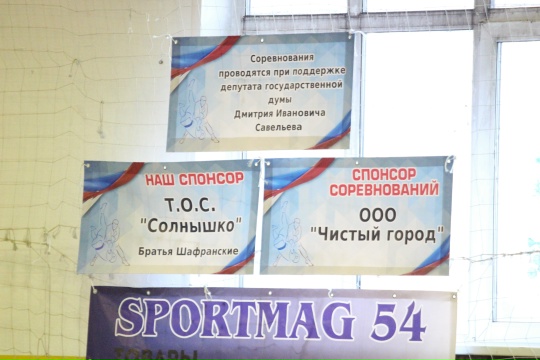 Соревнования
проводятся при поддержке
депутата государственной
думы
Дмитрия Ивановича
Савельева
НАШ СПОНСОР
Т.О.С.
"Солнышко"
Братья Шафранские
СПОНСОР
СОРЕВНОВАНИЙ
ООО
"Чистый город"
SPORTMAG 54
ТОВАРЫ